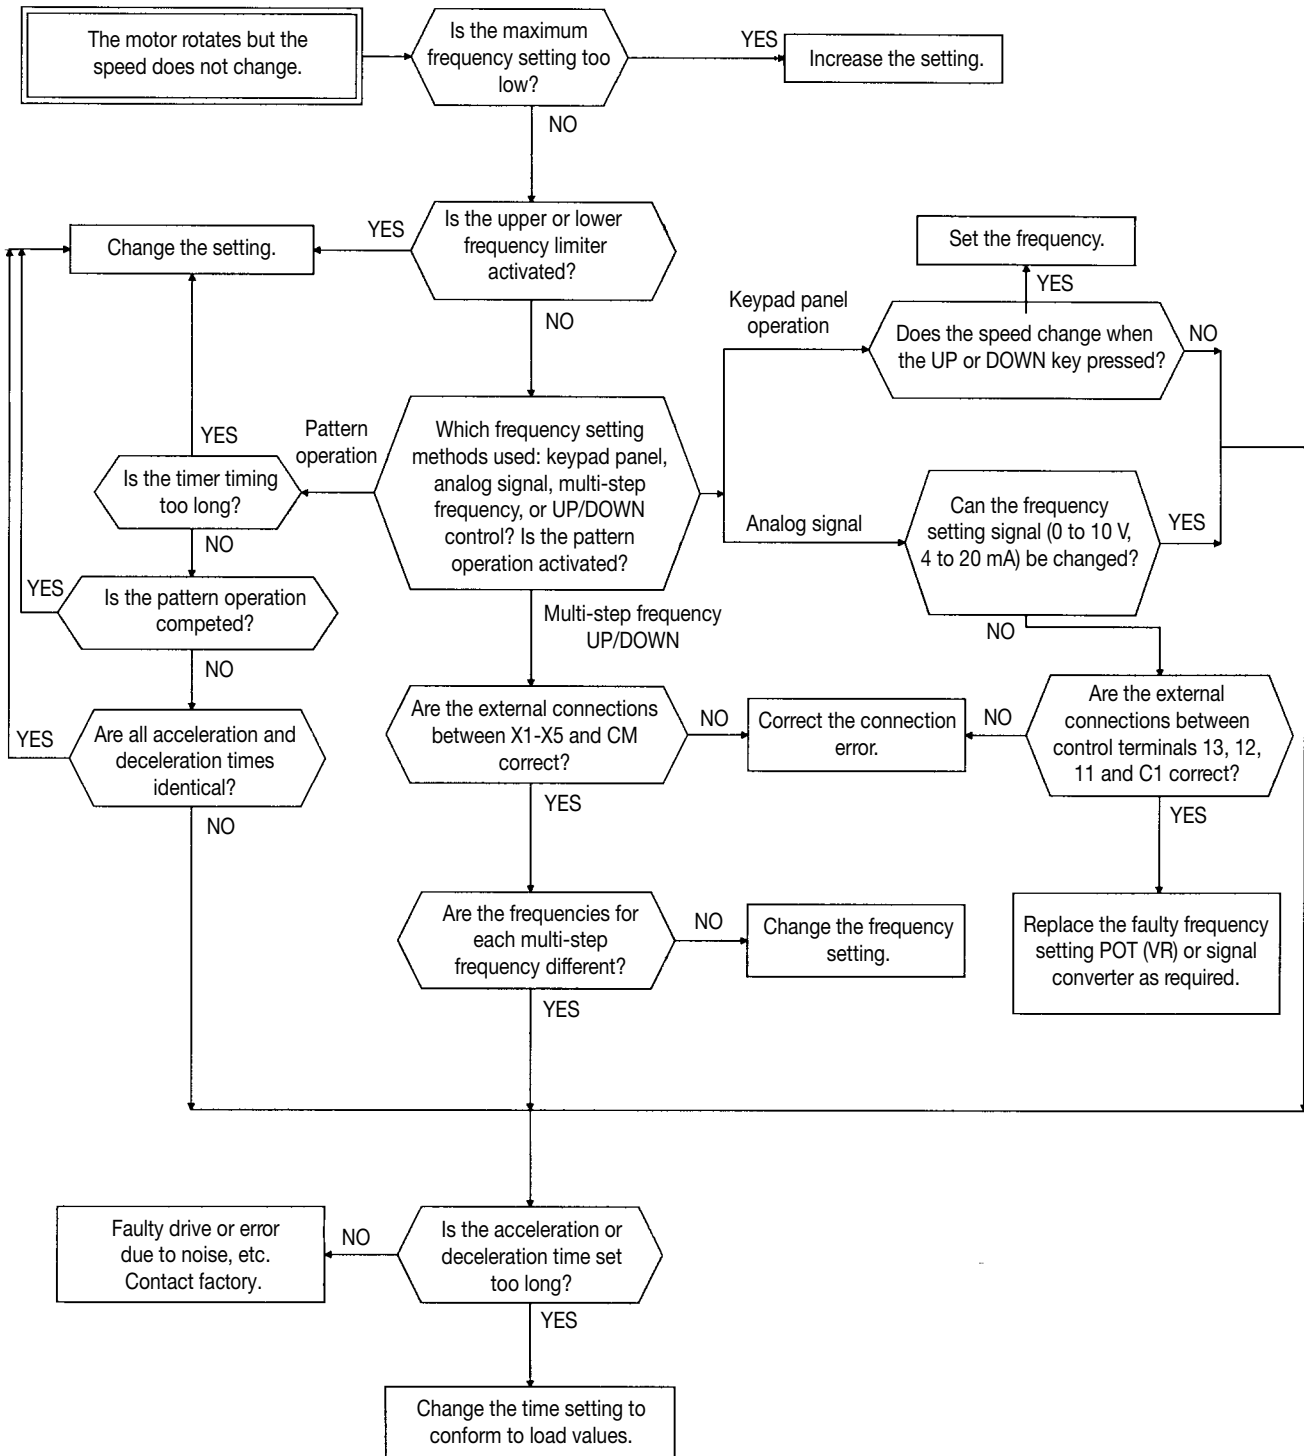 The motor rotates but the
speed does not change.
Is the maximum
frequency setting too
low?
YES
Increase the setting.
NO
Is the upper or lower
frequency limiter
activated?
YES
Change the setting.
NO
Set the frequency.
YES
Keypad panel
operation
Does the speed change when
the UP or DOWN key pressed?
NO
Which frequency setting
methods used: keypad panel,
analog signal, multi-step
frequency, or UP/DOWN
control? Is the pattern
operation activated?
Pattern
operation
YES
Is the timer timing
too long?
NO
Analog signal
Can the frequency
setting signal (0 to 10 V,
4 to 20 mA) be changed?
YES
NO
YES
Is the pattern operation
competed?
NO
Multi-step frequency
UP/DOWN
YES
Are all acceleration and
deceleration times
identical?
NO
Are the external connections
between X1-X5 and CM
correct?
NO
Correct the connection
error.
NO
Are the external
connections between
control terminals 13, 12,
11 and C1 correct?
YES
YES
Are the frequencies for
each multi-step
frequency different?
NO
Change the frequency
setting.
Replace the faulty frequency
setting POT (VR) or signal
converter as required.
YES
Faulty drive or error
due to noise, etc.
Contact factory.
NO
Is the acceleration or
deceleration time set
too long?
YES
Change the time setting to
conform to load values.